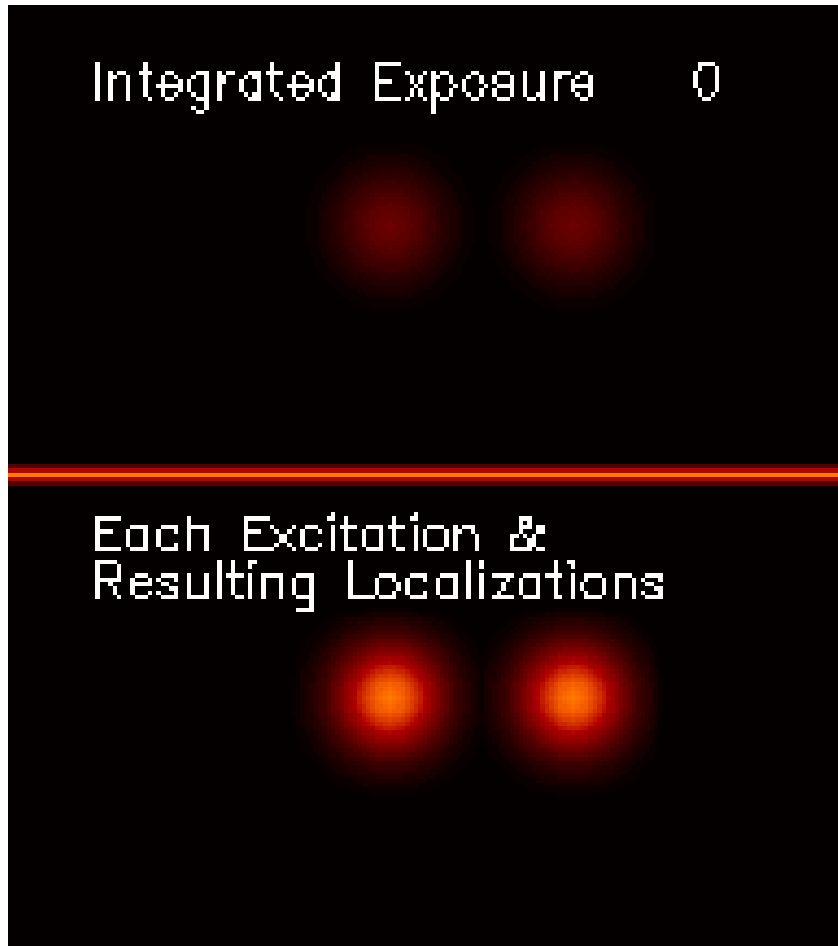 Integrated Exposure 0
Each Excitation &
Resulting Localizations